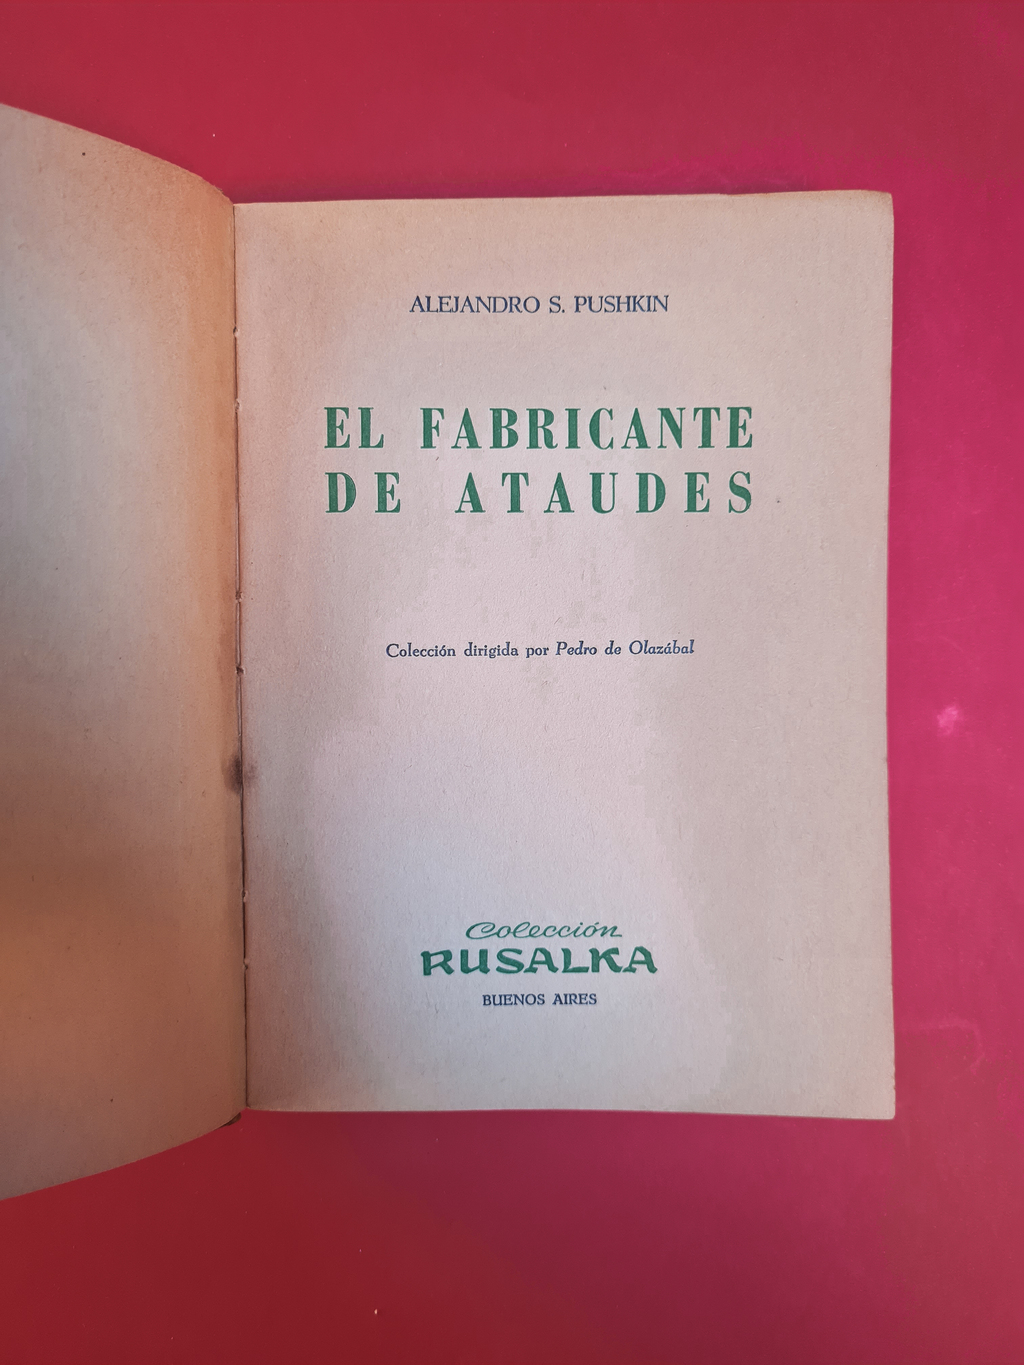 ALEJANDRO S. PUSHKIN
EL FABRICANTE
DE ATAUDES
Colección dirigida por Pedro de Olazábal
Colección
RUSALKA
BUENOS AIRES